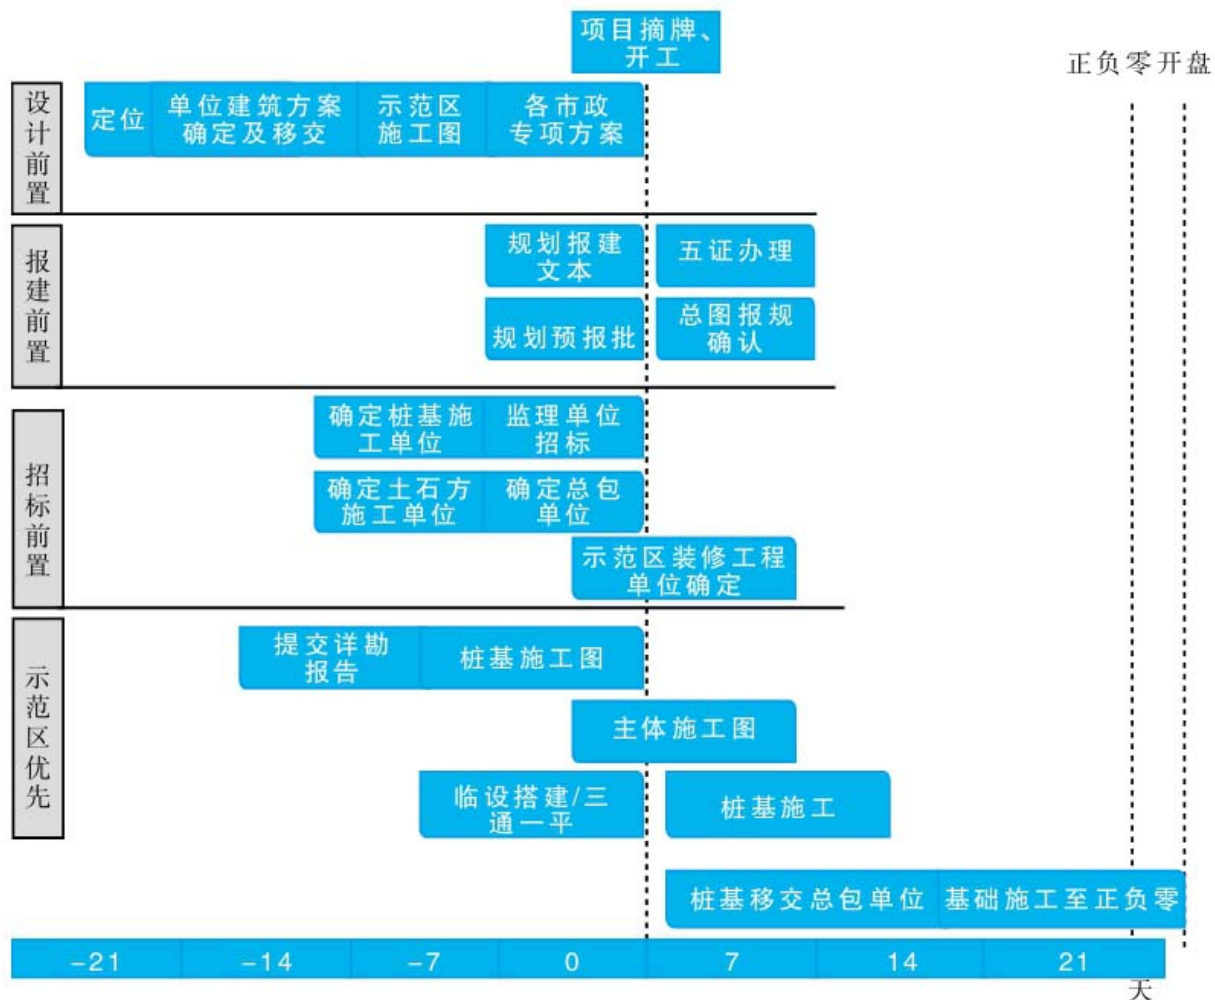 项目摘牌、
开工
正负零开盘
设计前置
定位
单位建筑方案
确定及移交
示范区
施工图
各市政
专项方案
报建前置
规划报建
文本
五证办理
规划预报批
总图报规
确认
招标前置
确定桩基施
工单位
监理单位
招标
确定土石方
施工单位
确定总包
单位
示范区装修工程
单位确定
示范区优先
提交详勘
报告
桩基施工图
主体施工图
临设搭建/三
通一平
桩基施工
桩基移交总包单位
基础施工至正负零
-21 -14 -7 0 7 14 21
天